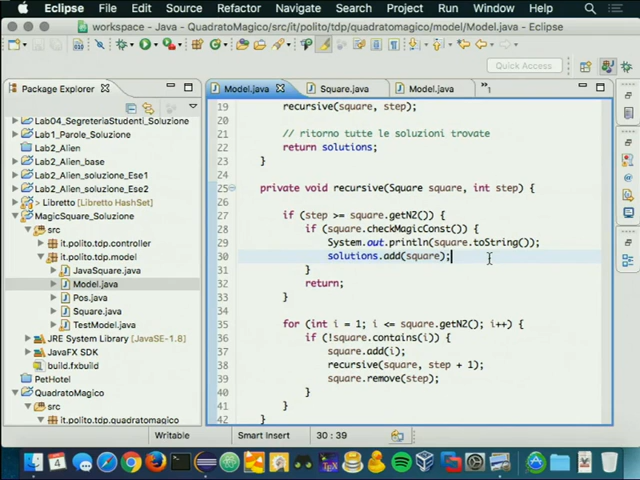 Eclipse File Edit Source Refactor Navigate Search Project Run Window Help
workspace - Java - QuadratoMagico/src/it/polito/tdp/quadratomagico/model/Model.java - Eclipse
Quick Access
Package Explorer
Model.java
Square.java
Model.java
»1
Lab04_SegreteriaStudenti_Soluzione
Lab1_Parole_Soluzione
Lab2_Alien
Lab2_Alien_base
Lab2_Alien_soluzione_Ese1
Lab2_Alien_soluzione_Ese2
> Libretto [Libretto HashSet]
MagicSquare_Soluzione
src
it.polito.tdp.controller
it.polito.tdp.model
JavaSquare.java
Model.java
Pos.java
Square.java
TestModel.java
JRE System Library [JavaSE-1.8]
JavaFX SDK
build.fxbuild
PetHotel
QuadratoMagico
src
it.polito.tdp.quadratomagico
19 recursive(square, step);
20
21 // ritorno tutte le soluzioni trovate
22 return solutions;
23 }
24
25 private void recursive(Square square, int step) {
26
27 if (step >= square.getN2()) {
28 if (square.checkMagicConst()) {
29 System.out.println(square.toString());
30 solutions.add(square);
31 }
32 return;
33 }
34
35 for (int i = 1; i <= square.getN2(); i++) {
36 if (!square.contains(i)) {
37 square.add(i);
38 recursive(square, step + 1);
39 square.remove(step);
40 }
41 }
42 }
Writable
Smart Insert
30 : 39
4